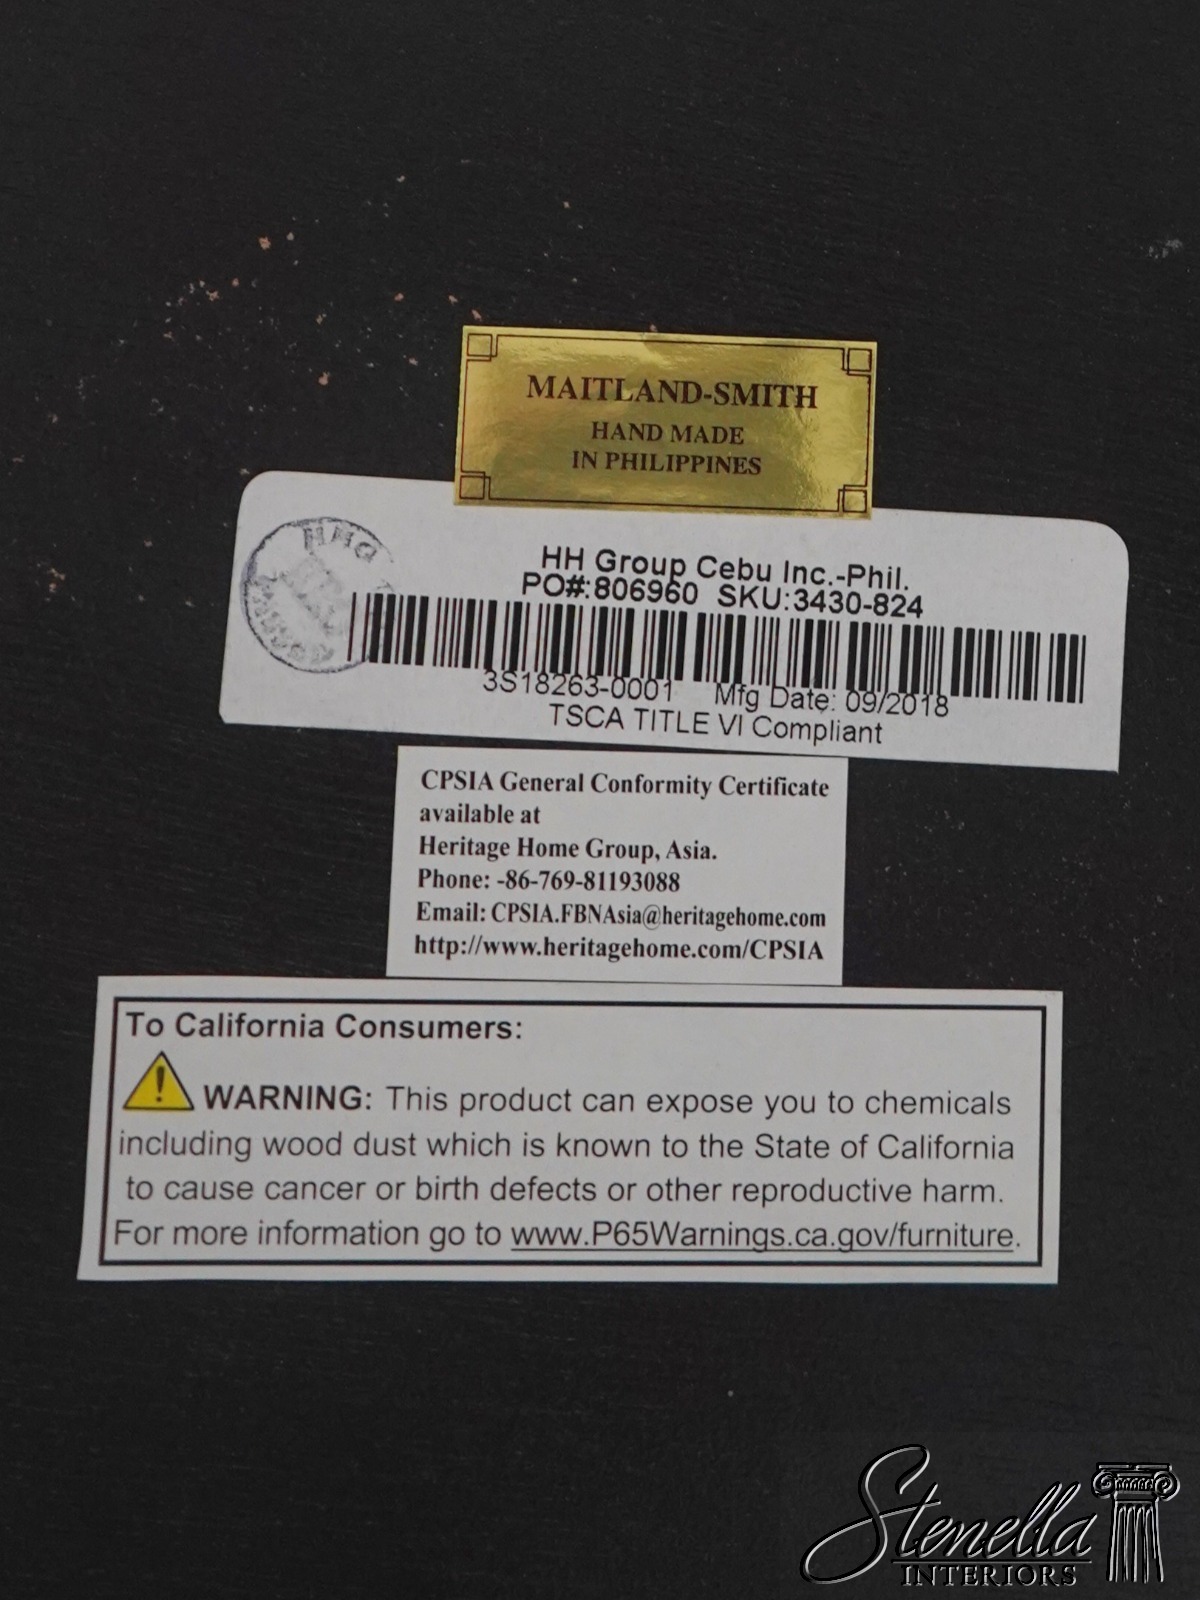 MAITLAND-SMITH
HAND MADE
IN PHILIPPINES
HMG
HH Group Cebu Inc.-Phil.
PO#:806960 SKU:3430-824
3S18263-0001 Mfg Date: 09/2018
TSCA TITLE VI Compliant
CPSIA General Conformity Certificate
available at
Heritage Home Group, Asia.
Phone: -86-769-81193088
Email: CPSIA.FBNAsia@heritagehome.com
http://www.heritagehome.com/CPSIA
To California Consumers:
WARNING: This product can expose you to chemicals
including wood dust which is known to the State of California
to cause cancer or birth defects or other reproductive harm.
For more information go to www.P65Warnings.ca.gov/furniture.
Stenella
INTERIORS